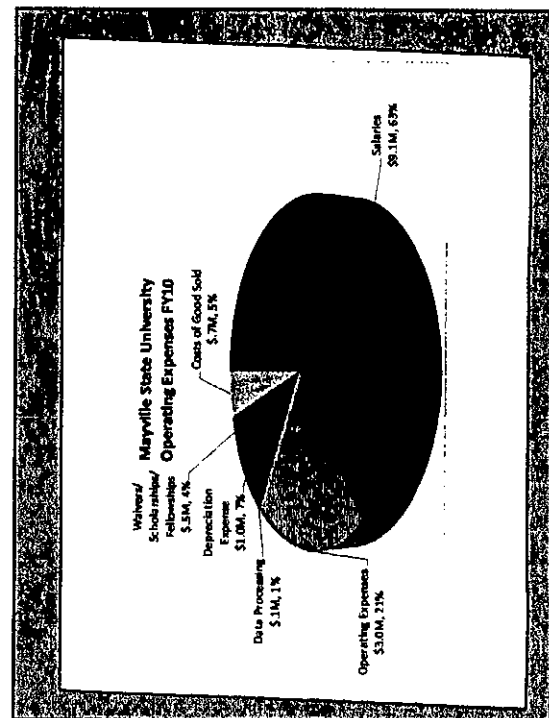 Mayville State University
Operating Expenses FY10
Waivers/
Scholarships/
Fellowships
$.5M, 4%
Costs of Good Sold
$.7M, 5%
Depreciation
Expense
$1.0M, 7%
Data Processing
$.1M, 1%
Operating Expenses
$3.0M, 21%
Salaries
$9.1M, 63%